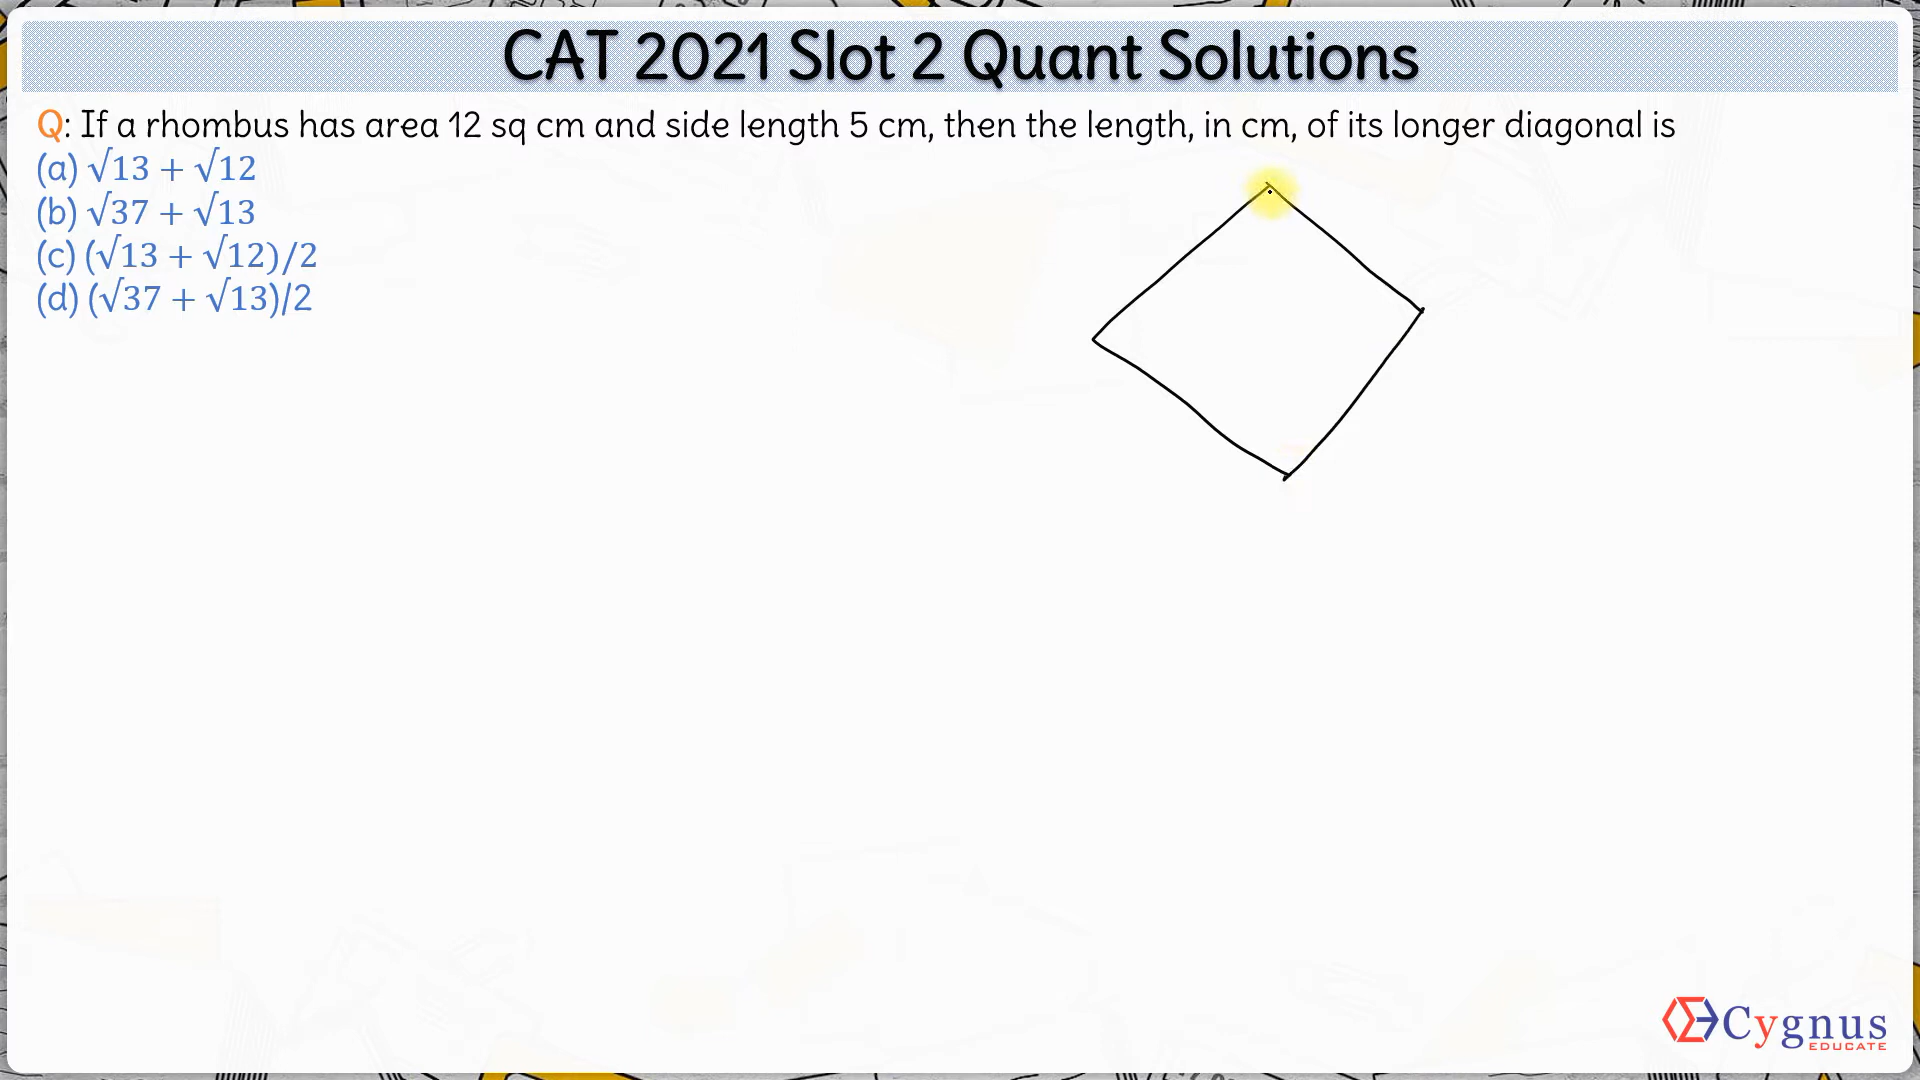 CAT 2021 Slot 2 Quant Solutions
Q: If a rhombus has area 12 sq cm and side length 5 cm, then the length, in cm, of its longer diagonal is
(a) √13 + √12
(b) √37 + √13
(c) (√13 + √12)/2
(d) (√37 + √13)/2
Cygnus
EDUCATE